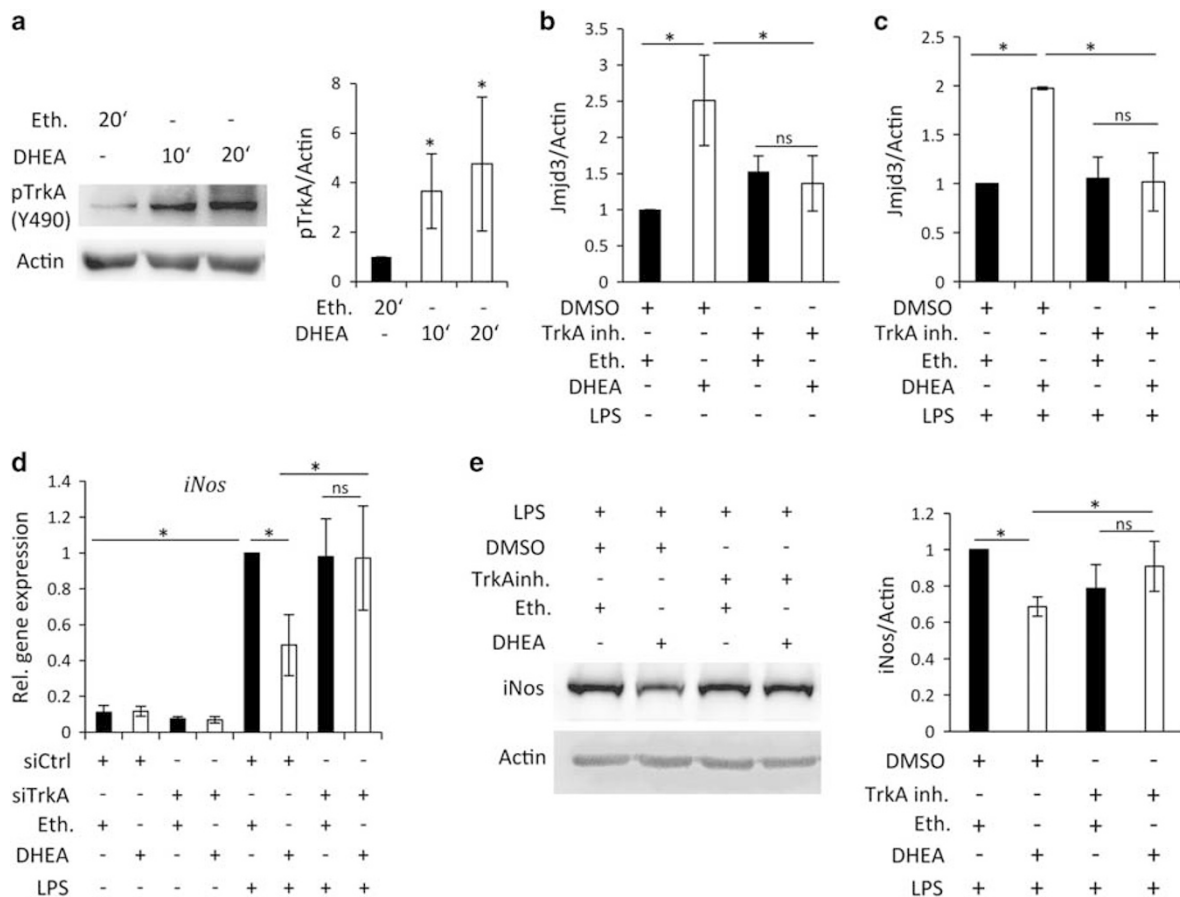 a
Eth. 20‘ - -
DHEA - 10‘ 20‘
pTrkA
(Y490)
Actin
pTrkA/Actin
8
6
4
2
0
* *
Eth. 20‘ - -
DHEA - 10‘ 20‘
b
Jmjd3/Actin
3.5
3
2.5
2
1.5
1
0.5
0
* *
ns
DMSO + + - -
TrkA inh. - - + +
Eth. + - + -
DHEA - + - +
LPS - - - -
c
Jmjd3/Actin
2.5
2
1.5
1
0.5
0
* *
ns
DMSO + + - -
TrkA inh. - - + +
Eth. + - + -
DHEA - + - +
LPS + + + +
d
iNos
Rel. gene expression
1.4
1.2
1
0.8
0.6
0.4
0.2
0
*
ns
* *
siCtrl + + - - + + - -
siTrkA - - + + - - + +
Eth. + - + - + - + -
DHEA - + - + - + - +
LPS - - - - + + + +
e
LPS + + + +
DMSO + + - -
TrkAinh. - - + +
Eth. + - + -
DHEA - + - +
iNos
Actin
iNos/Actin
1.2
1
0.8
0.6
0.4
0.2
0
*
* ns
DMSO + + - -
TrkA inh. - - + +
Eth. + - + -
DHEA - + - +
LPS + + + +